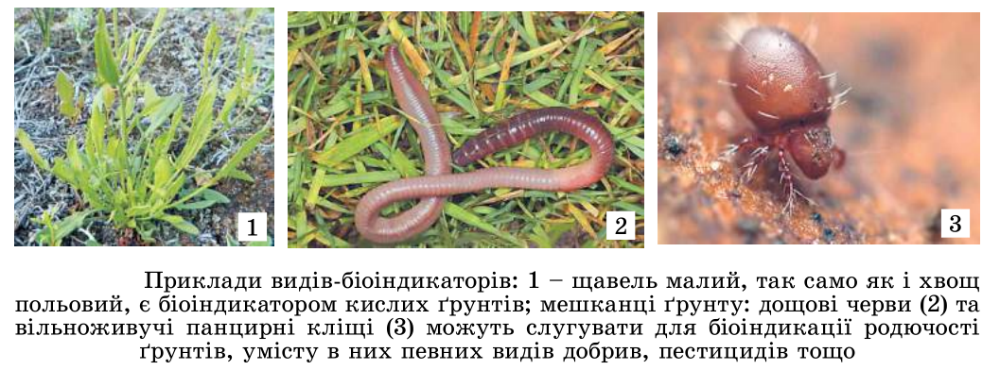 1
2
3
Приклади видів-біоіндикаторів: 1 – щавель малий, так само як і хвощ
польовий, є біоіндикатором кислих ґрунтів; мешканці ґрунту: дощові черви (2) та
вільноживучі панцирні кліщі (3) можуть слугувати для біоіндикації родючості
ґрунтів, умісту в них певних видів добрив, пестицидів тощо